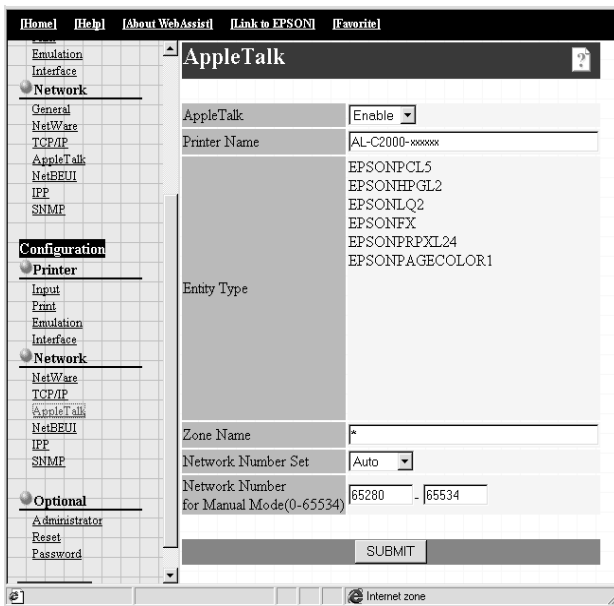 [Home] [Help] [About WebAssist] [Link to EPSON] [Favorite]
Emulation
Interface
Network
General
NetWare
TCP/IP
AppleTalk
NetBEUI
IPP
SNMP
Configuration
Printer
Input
Print
Emulation
Interface
Network
NetWare
TCP/IP
AppleTalk
NetBEUI
IPP
SNMP
Optional
Administrator
Reset
Password
AppleTalk
?
AppleTalk Enable
Printer Name AL-C2000-xxxxxx
Entity Type
EPSONPCL5
EPSONHPGL2
EPSONLQ2
EPSONFX
EPSONPRPXL24
EPSONPAGECOLOR1
Zone Name *
Network Number Set Auto
Network Number
for Manual Mode(0-65534) 65280 - 65534
SUBMIT
Internet zone